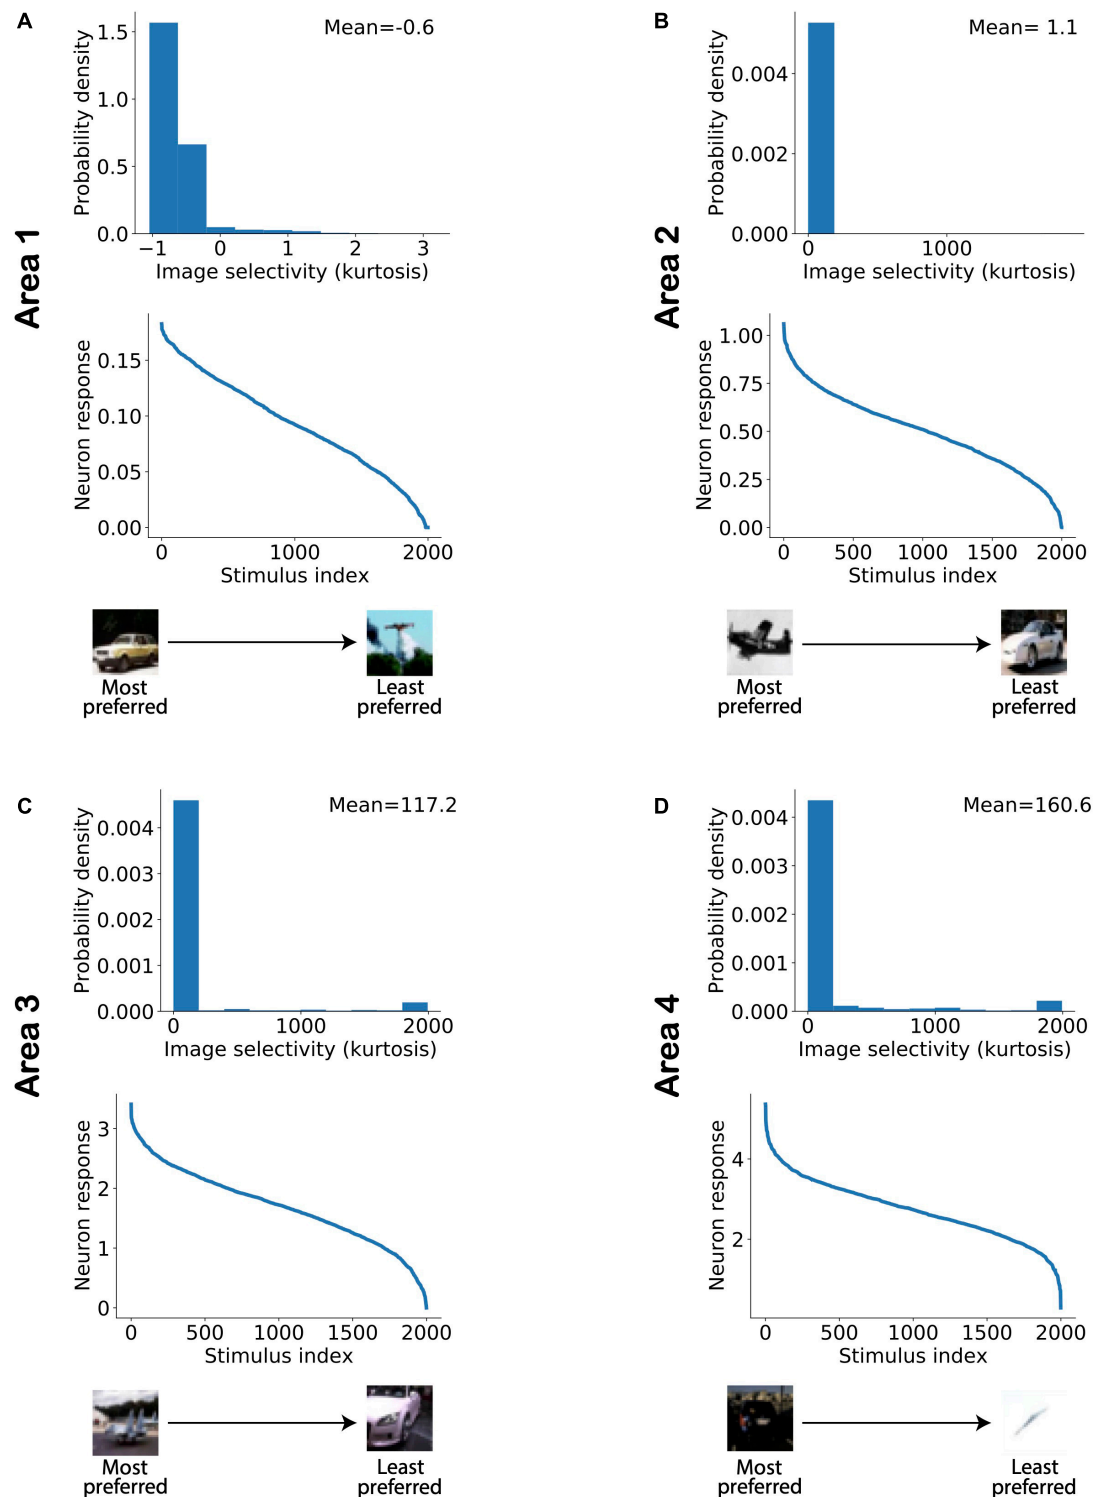 A
Mean=-0.6
Probability density
1.5
1.0
0.5
0.0
−1 0 1 2 3
Image selectivity (kurtosis)
Area 1
Neuron response
0.15
0.10
0.05
0.00
0 1000 2000
Stimulus index
Most preferred
Least preferred
B
Mean= 1.1
Probability density
0.004
0.002
0.000
0 1000
Image selectivity (kurtosis)
Area 2
Neuron response
1.00
0.75
0.50
0.25
0.00
0 500 1000 1500 2000
Stimulus index
Most preferred
Least preferred
C
Mean=117.2
Probability density
0.004
0.003
0.002
0.001
0.000
0 1000 2000
Image selectivity (kurtosis)
Area 3
Neuron response
3
2
1
0
0 500 1000 1500 2000
Stimulus index
Most preferred
Least preferred
D
Mean=160.6
Probability density
0.004
0.003
0.002
0.001
0.000
0 1000 2000
Image selectivity (kurtosis)
Area 4
Neuron response
4
2
0 500 1000 1500 2000
Stimulus index
Most preferred
Least preferred